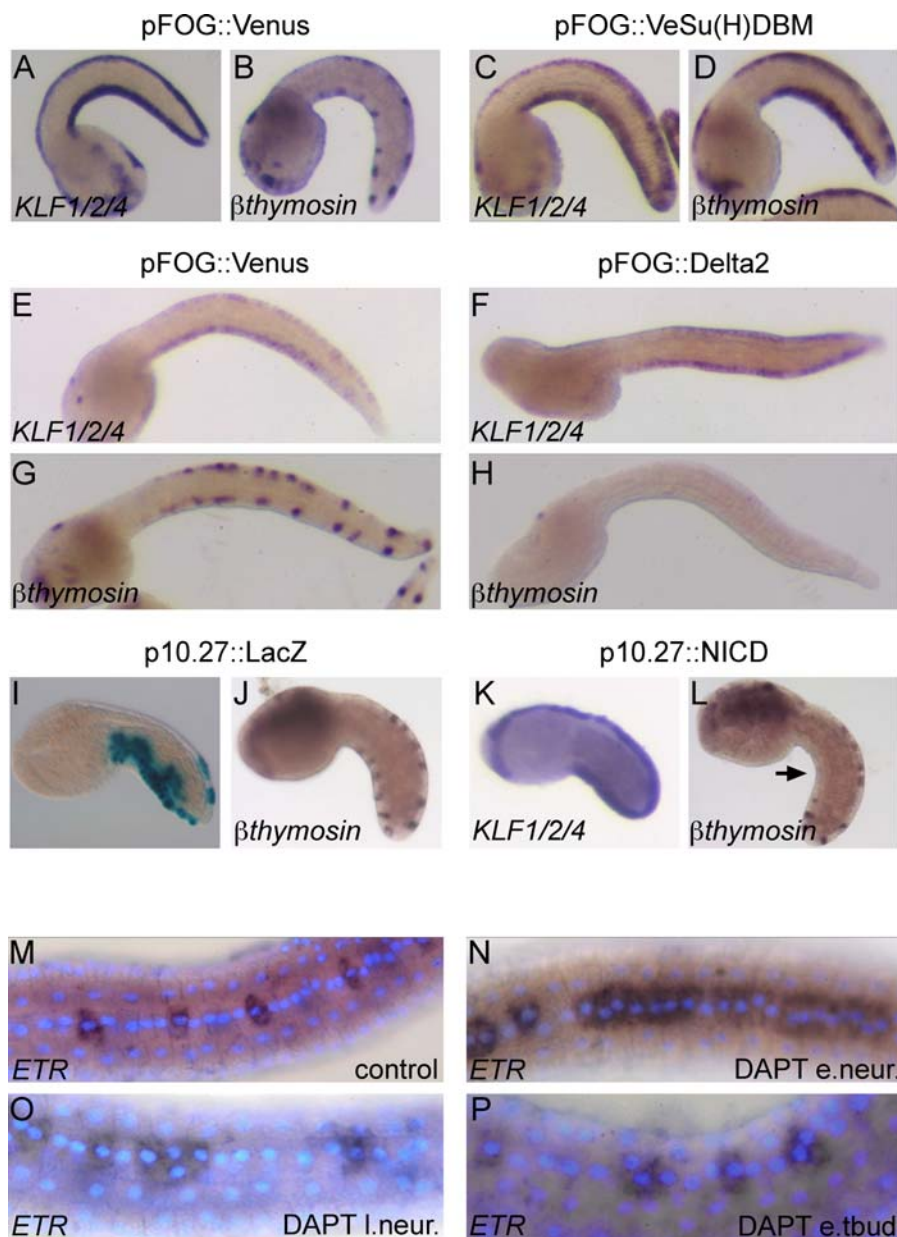 pFOG::Venus pFOG::VeSu(H)DBM
A B C D
KLF1/2/4 βthymosin KLF1/2/4 βthymosin
pFOG::Venus pFOG::Delta2
E F
KLF1/2/4 KLF1/2/4
G H
βthymosin βthymosin
p10.27::LacZ p10.27::NICD
I J K L
βthymosin KLF1/2/4 βthymosin
M N
ETR control ETR DAPT e.neur.
O P
ETR DAPT l.neur. ETR DAPT e.tbud